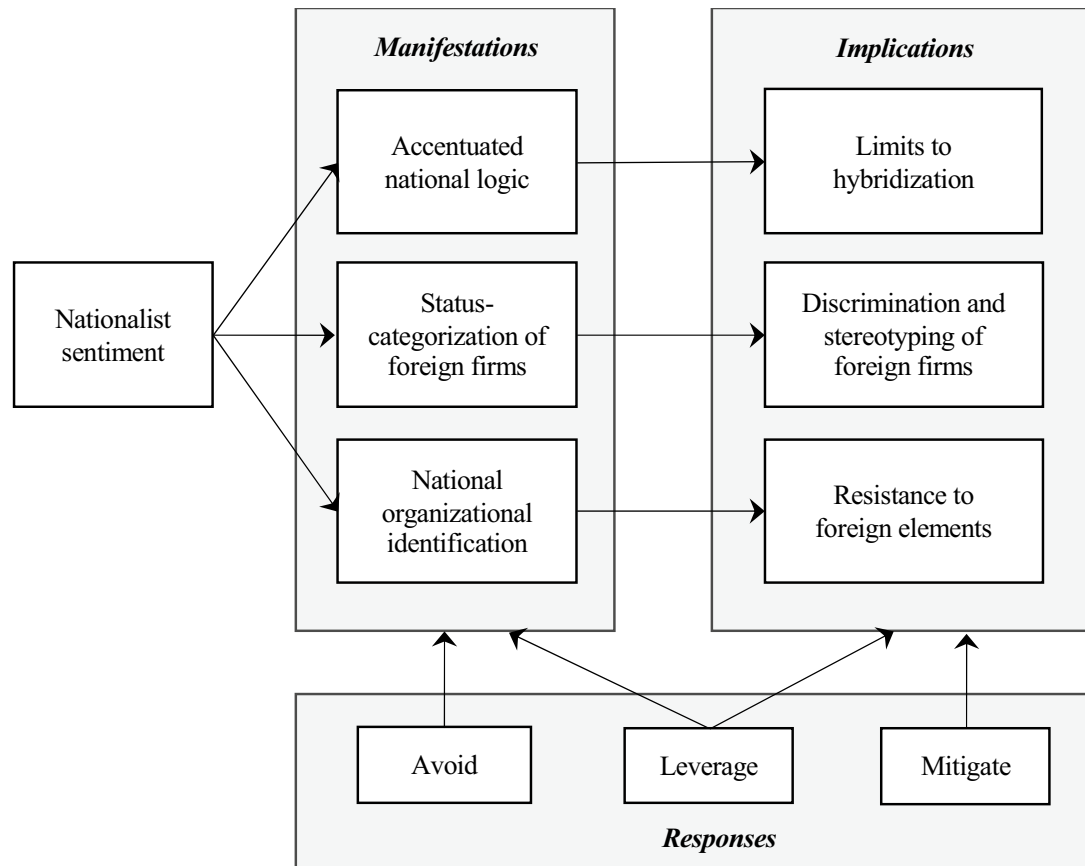 Manifestations
Implications
Accentuated
national logic
Limits to
hybridization
Nationalist
sentiment
Status-
categorization of
foreign firms
Discrimination and
stereotyping of
foreign firms
National
organizational
identification
Resistance to
foreign elements
Avoid
Leverage
Mitigate
Responses